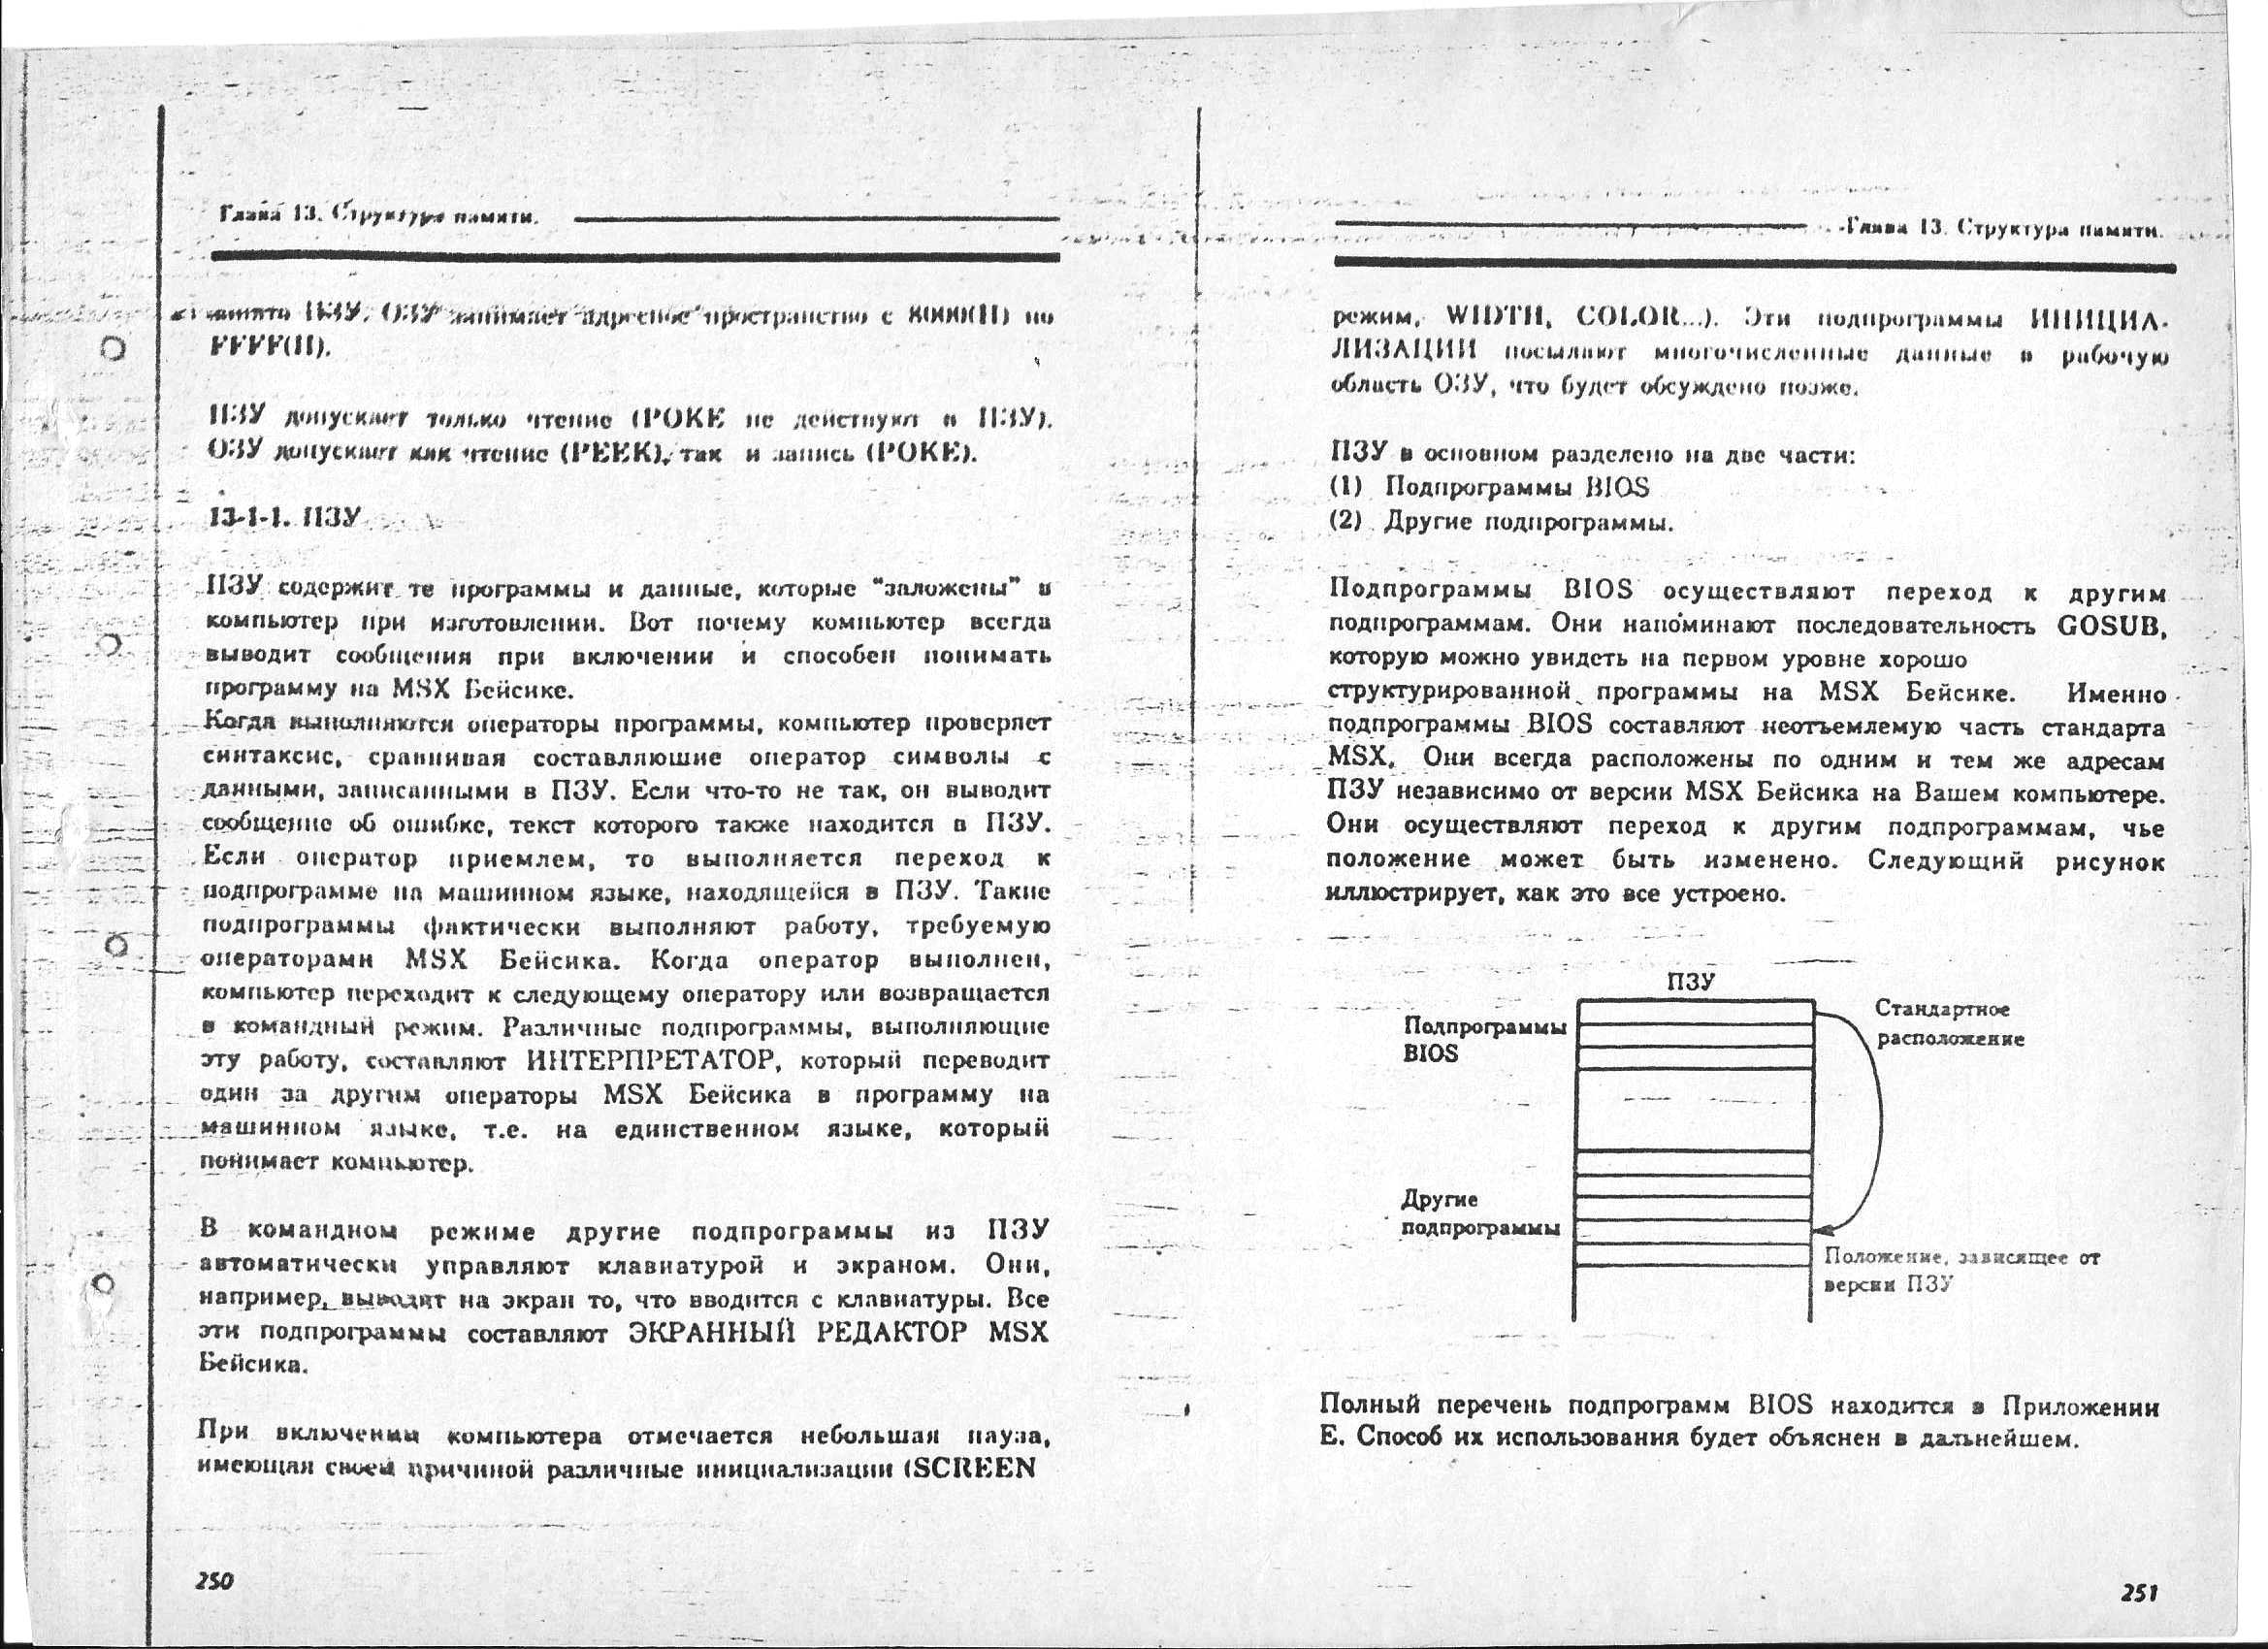 Глава 13. Структура памяти.
занято ПЗУ. ОЗУ занимает адресное пространство с 8000(H) по
FFFF(H).
ПЗУ допускает только чтение (POKE не действуют в ПЗУ).
ОЗУ допускает как чтение (PEEK), так и запись (POKE).
13-1-1. ПЗУ
ПЗУ содержит те программы и данные, которые "заложены" в
компьютер при изготовлении. Вот почему компьютер всегда
выводит сообщения при включении и способен понимать
программу на MSX Бейсике.
Когда выполняются операторы программы, компьютер проверяет
синтаксис, сравнивая составляюшие оператор символы с
данными, записанными в ПЗУ. Если что-то не так, он выводит
сообщение об ошибке, текст которого также находится в ПЗУ.
Если оператор приемлем, то выполняется переход к
подпрограмме на машинном языке, находящейся в ПЗУ. Такие
подпрограммы фактически выполняют работу, требуемую
операторами MSX Бейсика. Когда оператор выполнен,
компьютер переходит к следующему оператору или возвращается
в командный режим. Различные подпрограммы, выполняющие
эту работу, составляют ИНТЕРПРЕТАТОР, который переводит
один за другим операторы MSX Бейсика в программу на
машинном языке, т.е. на единственном языке, который
понимает компьютер.
В командном режиме другие подпрограммы из ПЗУ
автоматически управляют клавиатурой и экраном. Они,
например, выводят на экран то, что вводится с клавиатуры. Все
эти подпрограммы составляют ЭКРАННЫЙ РЕДАКТОР MSX
Бейсика.
При включении компьютера отмечается небольшая пауза,
имеющая своей причиной различные инициализации (SCREEN
250
Глава 13. Структура памяти.
режим, WIDTH, COLOR...). Эти подпрограммы ИНИЦИА-
ЛИЗАЦИИ посылают многочисленные данные в рабочую
область ОЗУ, что будет обсуждено позже.
ПЗУ в основном разделено на две части:
(1) Подпрограммы BIOS
(2) Другие подпрограммы.
Подпрограммы BIOS осуществляют переход к другим
подпрограммам. Они напоминают последовательность GOSUB,
которую можно увидеть на первом уровне хорошо
структурированной программы на MSX Бейсике. Именно
подпрограммы BIOS составляют неотъемлемую часть стандарта
MSX. Они всегда расположены по одним и тем же адресам
ПЗУ независимо от версии MSX Бейсика на Вашем компьютере.
Они осуществляют переход к другим подпрограммам, чье
положение может быть изменено. Следующий рисунок
иллюстрирует, как это все устроено.
ПЗУ
Подпрограммы
BIOS
Стандартное
расположение
Другие
подпрограммы
Положение, зависящее от
версии ПЗУ
Полный перечень подпрограмм BIOS находится в Приложении
Е. Способ их использования будет объяснен в дальнейшем.
251